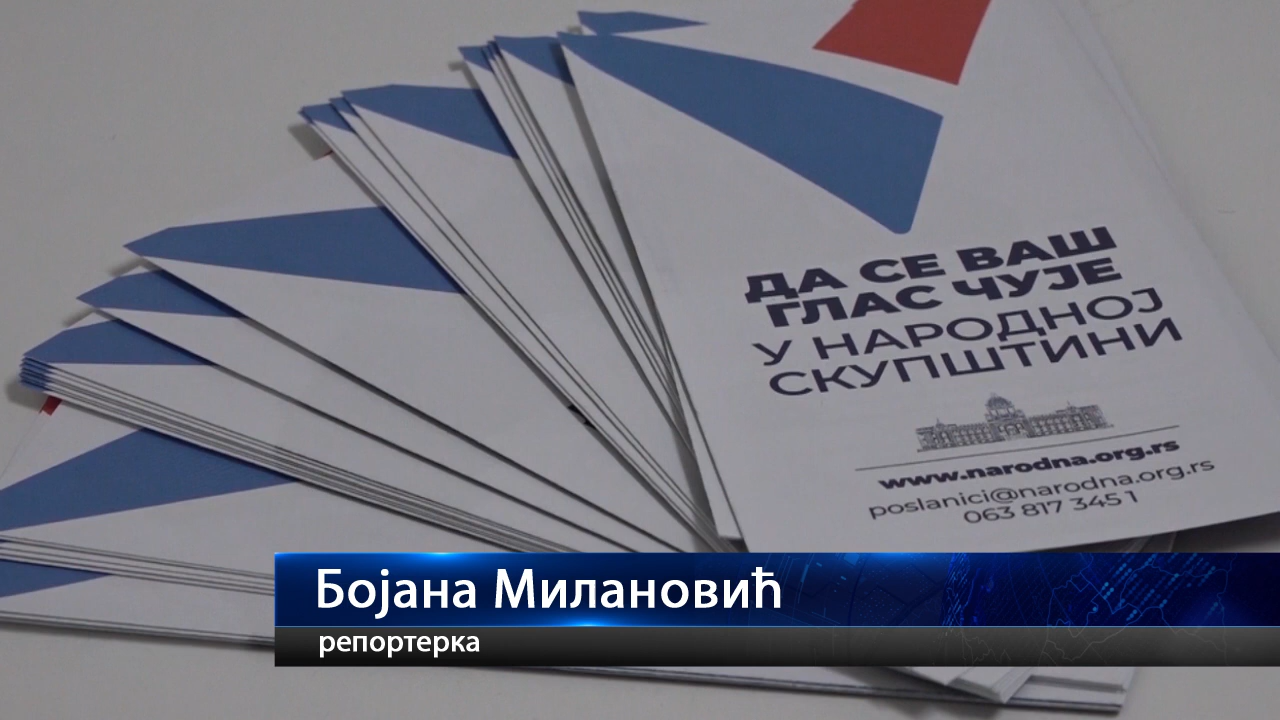 ДА СЕ ВАШ
ГЛАС ЧУЈЕ
У НАРОДНОЈ
СКУПШТИНИ
www.narodna.org.rs
poslanici@narodna.org.rs
063 817 345 1
Бојана Милановић
репортерка